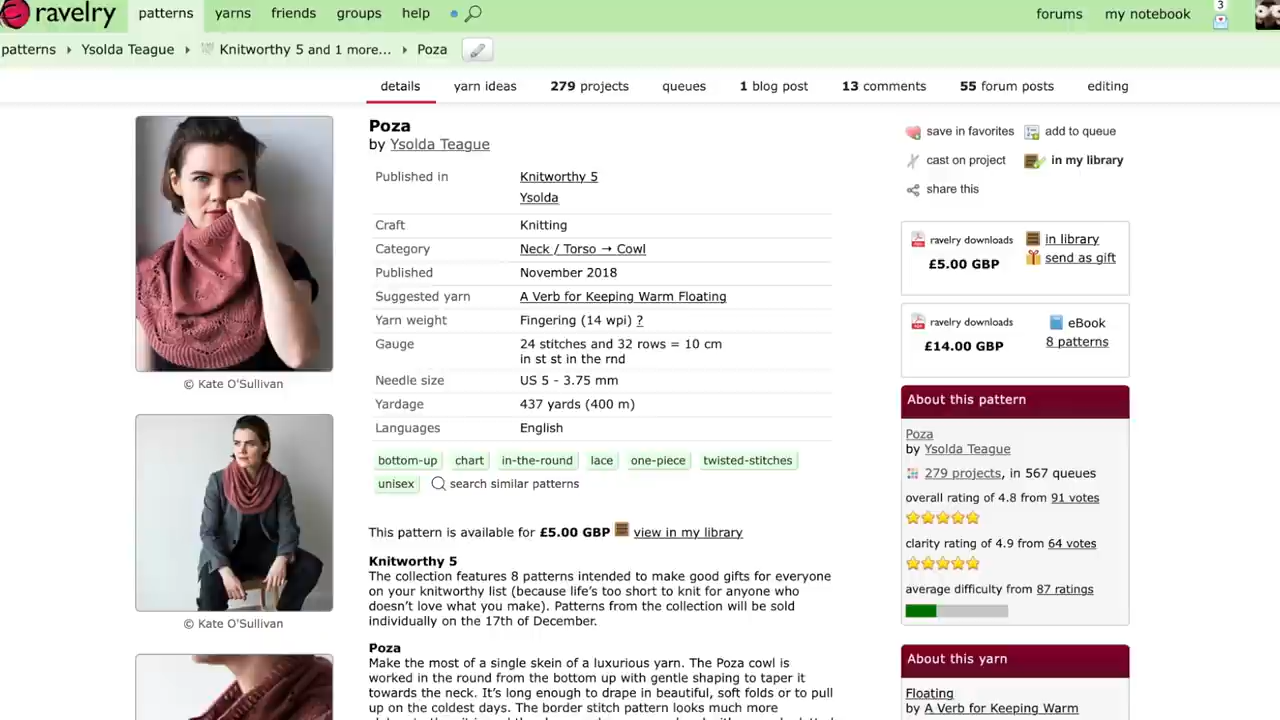 ravelry
patterns
yarns
friends
groups
help
forums
my notebook
3
patterns
Ysolda Teague
Knitworthy 5 and 1 more...
Poza
details
yarn ideas
279 projects
queues
1 blog post
13 comments
55 forum posts
editing
Poza
by Ysolda Teague
Published in Knitworthy 5
Ysolda
Craft Knitting
Category Neck / Torso → Cowl
Published November 2018
Suggested yarn A Verb for Keeping Warm Floating
Yarn weight Fingering (14 wpi) ?
Gauge 24 stitches and 32 rows = 10 cm
in st st in the rnd
Needle size US 5 - 3.75 mm
Yardage 437 yards (400 m)
Languages English
bottom-up chart in-the-round lace one-piece twisted-stitches
unisex search similar patterns
This pattern is available for £5.00 GBP view in my library
Knitworthy 5
The collection features 8 patterns intended to make good gifts for everyone
on your knitworthy list (because life's too short to knit for anyone who
doesn't love what you make). Patterns from the collection will be sold
individually on the 17th of December.
Poza
Make the most of a single skein of a luxurious yarn. The Poza cowl is
worked in the round from the bottom up with gentle shaping to taper it
towards the neck. It's long enough to drape in beautiful, soft folds or to pull
up on the coldest days. The border stitch pattern looks much more
© Kate O'Sullivan
© Kate O'Sullivan
save in favorites
add to queue
cast on project
in my library
share this
ravelry downloads
£5.00 GBP
in library
send as gift
ravelry downloads
£14.00 GBP
eBook
8 patterns
About this pattern
Poza
by Ysolda Teague
279 projects, in 567 queues
overall rating of 4.8 from 91 votes
clarity rating of 4.9 from 64 votes
average difficulty from 87 ratings
About this yarn
Floating
by A Verb for Keeping Warm